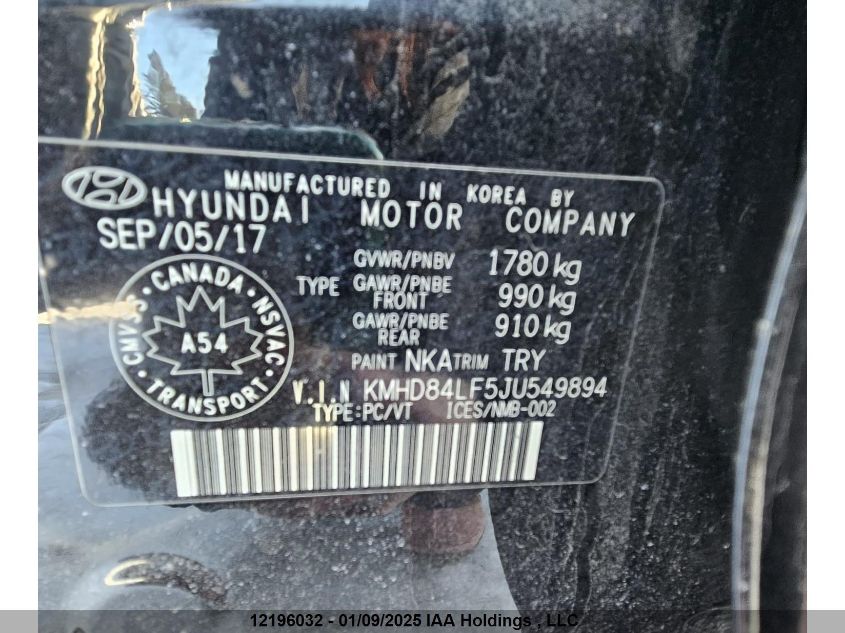 MANUFACTURED IN KOREA BY
HYUNDAI MOTOR COMPANY
SEP/05/17
GVWR/PNBV 1780 kg
TYPE GAWR/PNBE FRONT 990 kg
GAWR/PNBE REAR 910 kg
CANADA
CMVSS NSVAC
A54
TRANSPORT
PAINT NKA TRIM TRY
V.I.N KMHD84LF5JU549894
TYPE:PC/VT ICES/NMB-002
12196032 - 01/09/2025 IAA Holdings , LLC